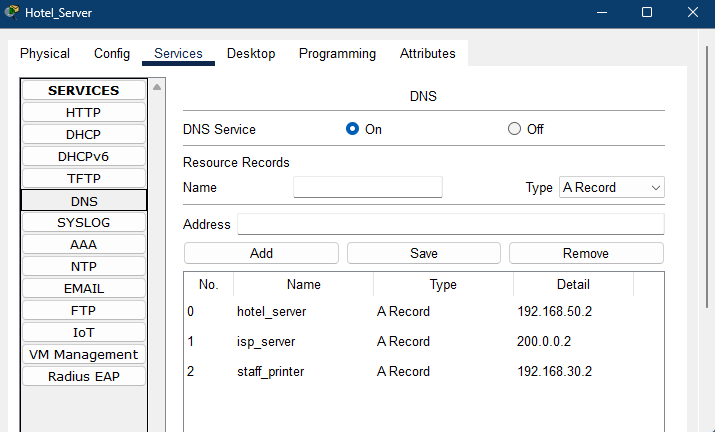 Hotel_Server
Physical Config Services Desktop Programming Attributes
SERVICES
HTTP
DHCP
DHCPv6
TFTP
DNS
SYSLOG
AAA
NTP
EMAIL
FTP
IoT
VM Management
Radius EAP
DNS
DNS Service On Off
Resource Records
Name Type A Record
Address
Add Save Remove
No. Name Type Detail
0 hotel_server A Record 192.168.50.2
1 isp_server A Record 200.0.0.2
2 staff_printer A Record 192.168.30.2